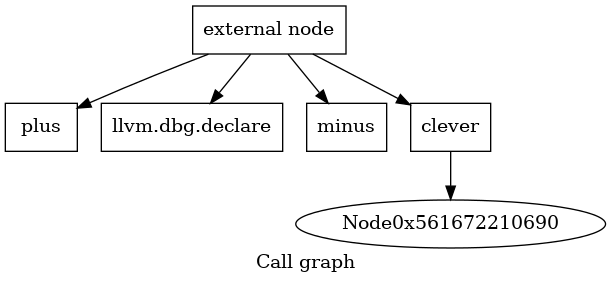 external node
plus
llvm.dbg.declare
minus
clever
Node0x561672210690
Call graph